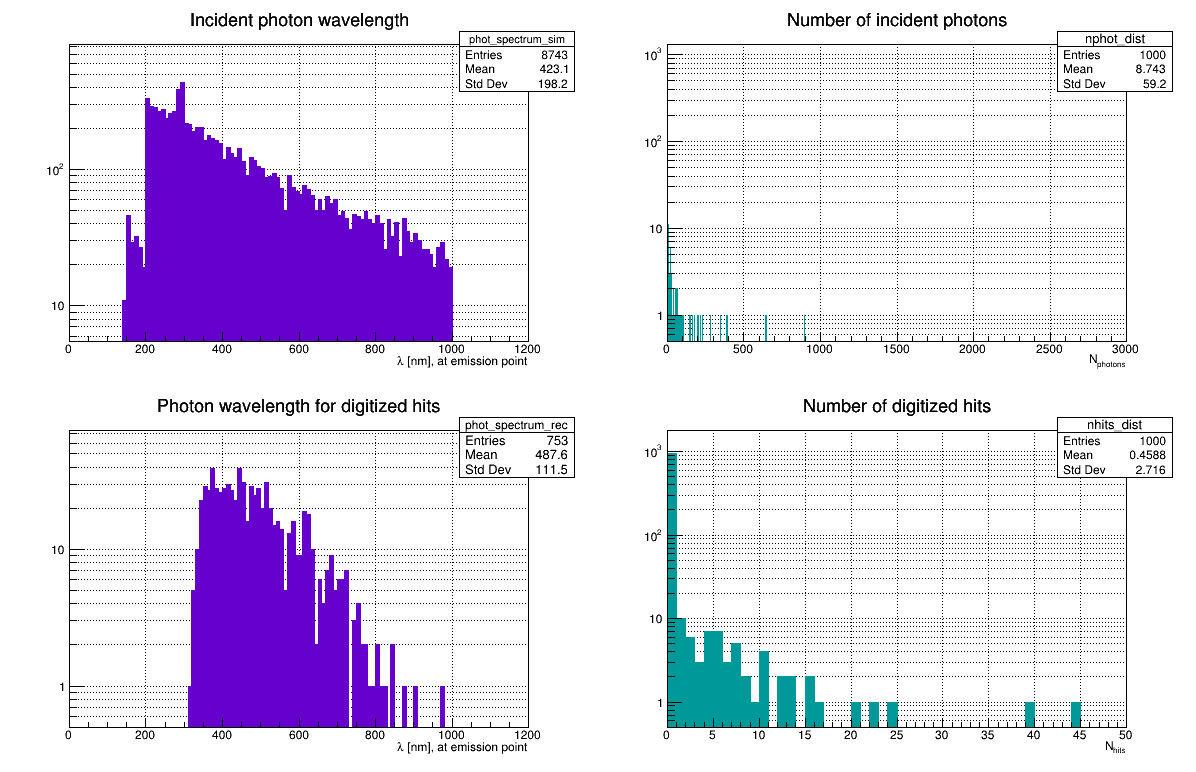 Incident photon wavelength
phot_spectrum_sim
Entries 8743
Mean 423.1
Std Dev 198.2
10²
10
0 200 400 600 800 1000 1200
λ [nm], at emission point
Number of incident photons
nphot_dist
Entries 1000
Mean 8.743
Std Dev 59.2
10³
10²
10
1
0 500 1000 1500 2000 2500 3000
Nphotons
Photon wavelength for digitized hits
phot_spectrum_rec
Entries 753
Mean 487.6
Std Dev 111.5
10
1
0 200 400 600 800 1000 1200
λ [nm], at emission point
Number of digitized hits
nhits_dist
Entries 1000
Mean 0.4588
Std Dev 2.716
10³
10²
10
1
0 5 10 15 20 25 30 35 40 45 50
Nhits